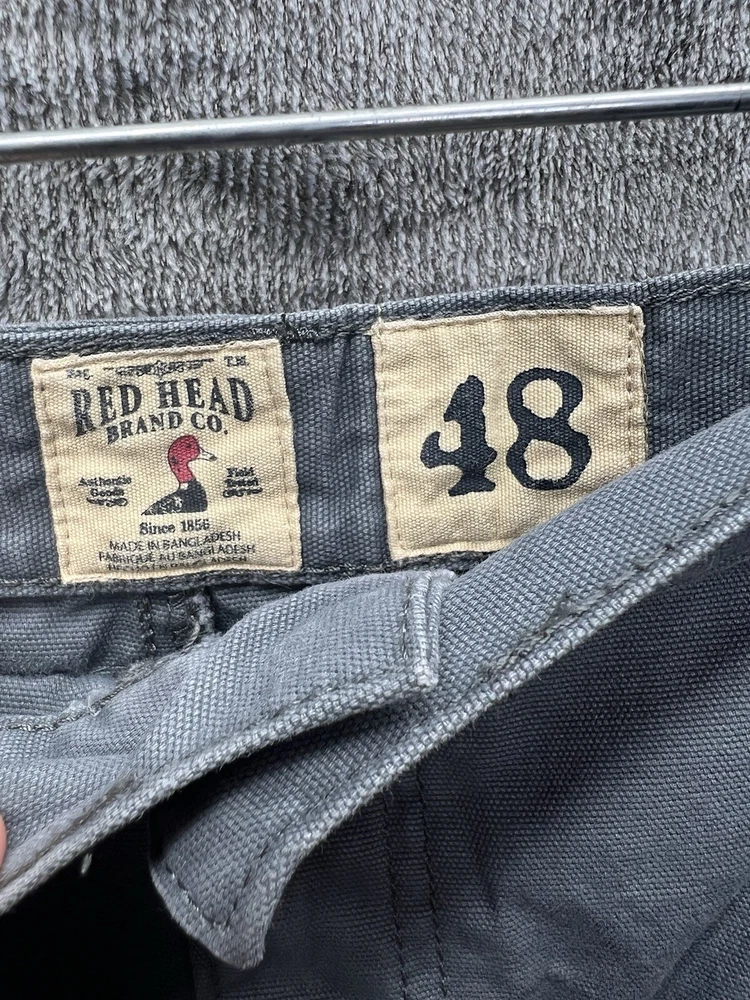 T.M.
RED HEAD
BRAND CO.
Authentic
Goods
Field
Tested
Since 1856
MADE IN BANGLADESH
FABRIQUÉ AU BANGLADESH
48